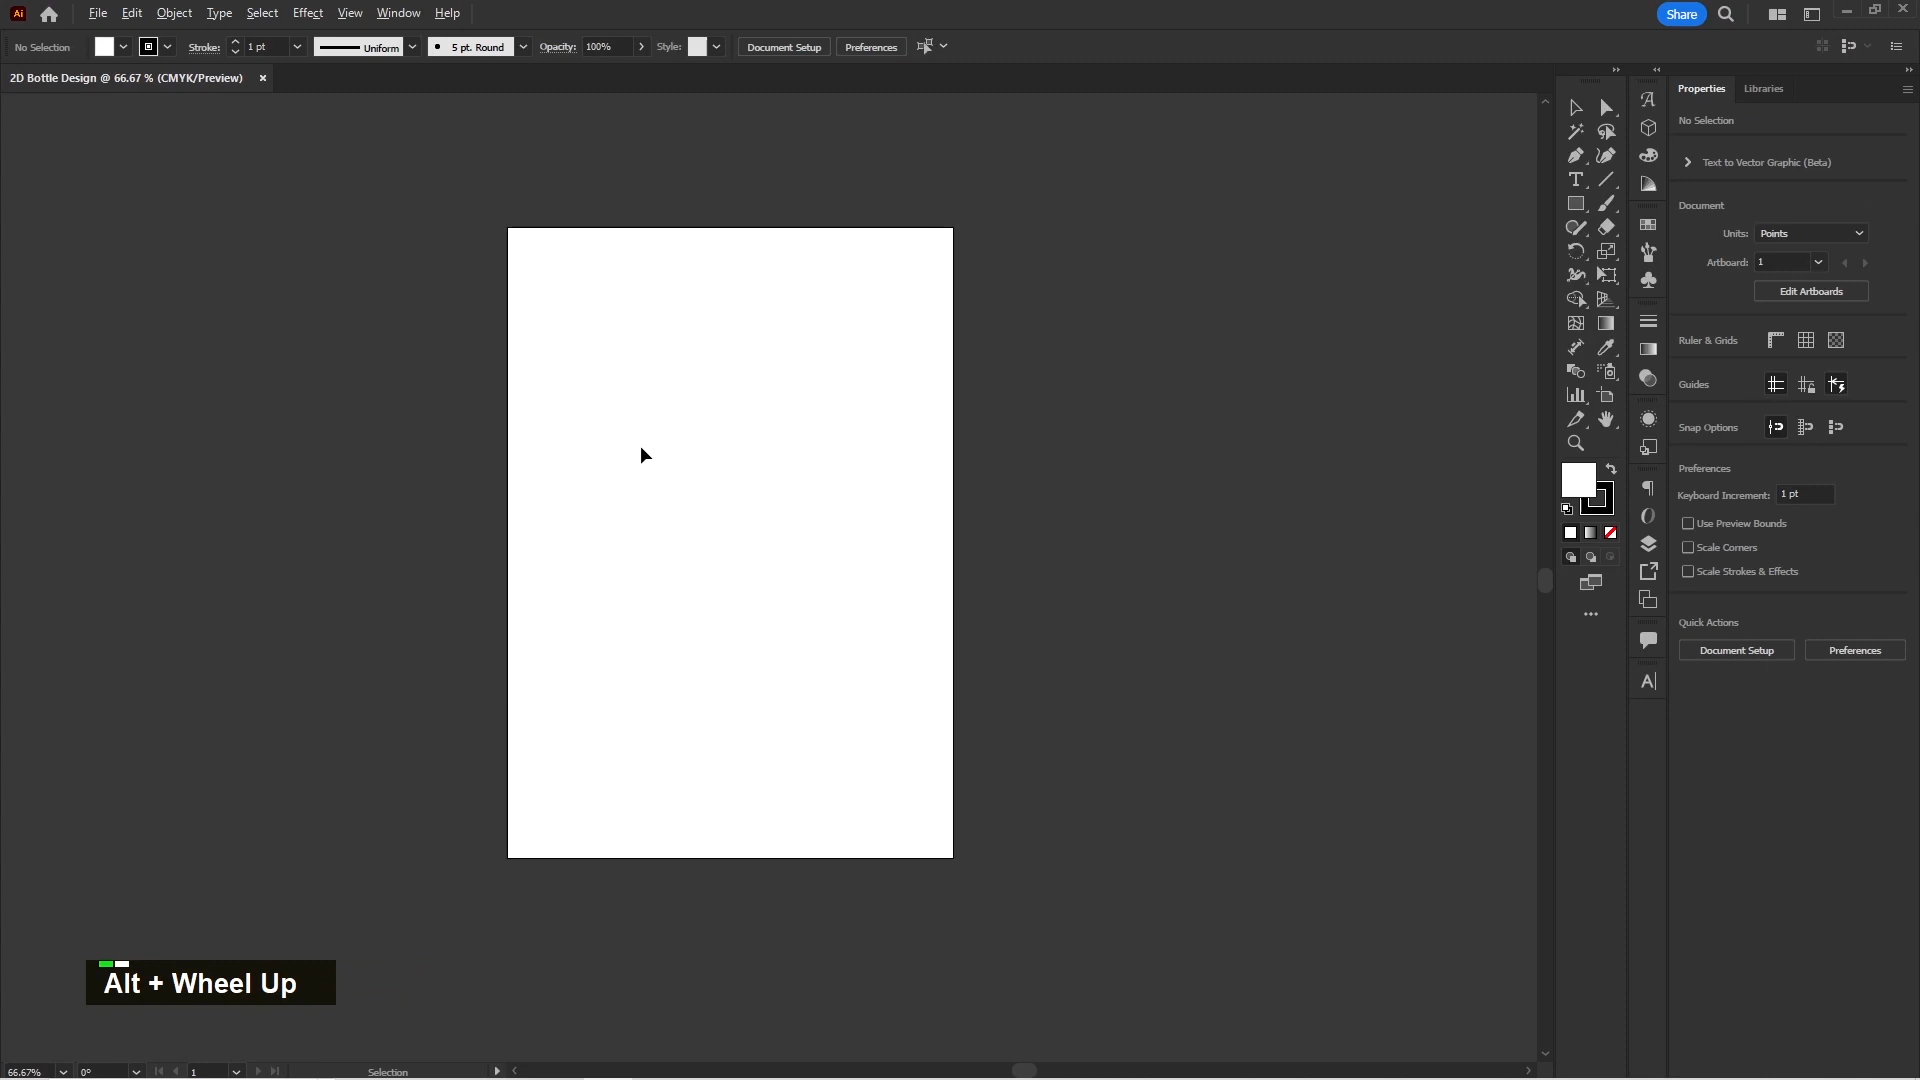 Ai File Edit Object Type Select Effect View Window Help Share
No Selection Stroke: 1 pt Uniform 5 pt. Round Opacity: 100% Style: Document Setup Preferences
2D Bottle Design @ 66.67 % (CMYK/Preview) ×
Properties Libraries
No Selection
Text to Vector Graphic (Beta)
Document
Units: Points
Artboard: 1
Edit Artboards
Ruler & Grids
Guides
Snap Options
Preferences
Keyboard Increment: 1 pt
Use Preview Bounds
Scale Corners
Scale Strokes & Effects
Quick Actions
Document Setup Preferences
Alt + Wheel Up
66.67% 0° 1 Selection